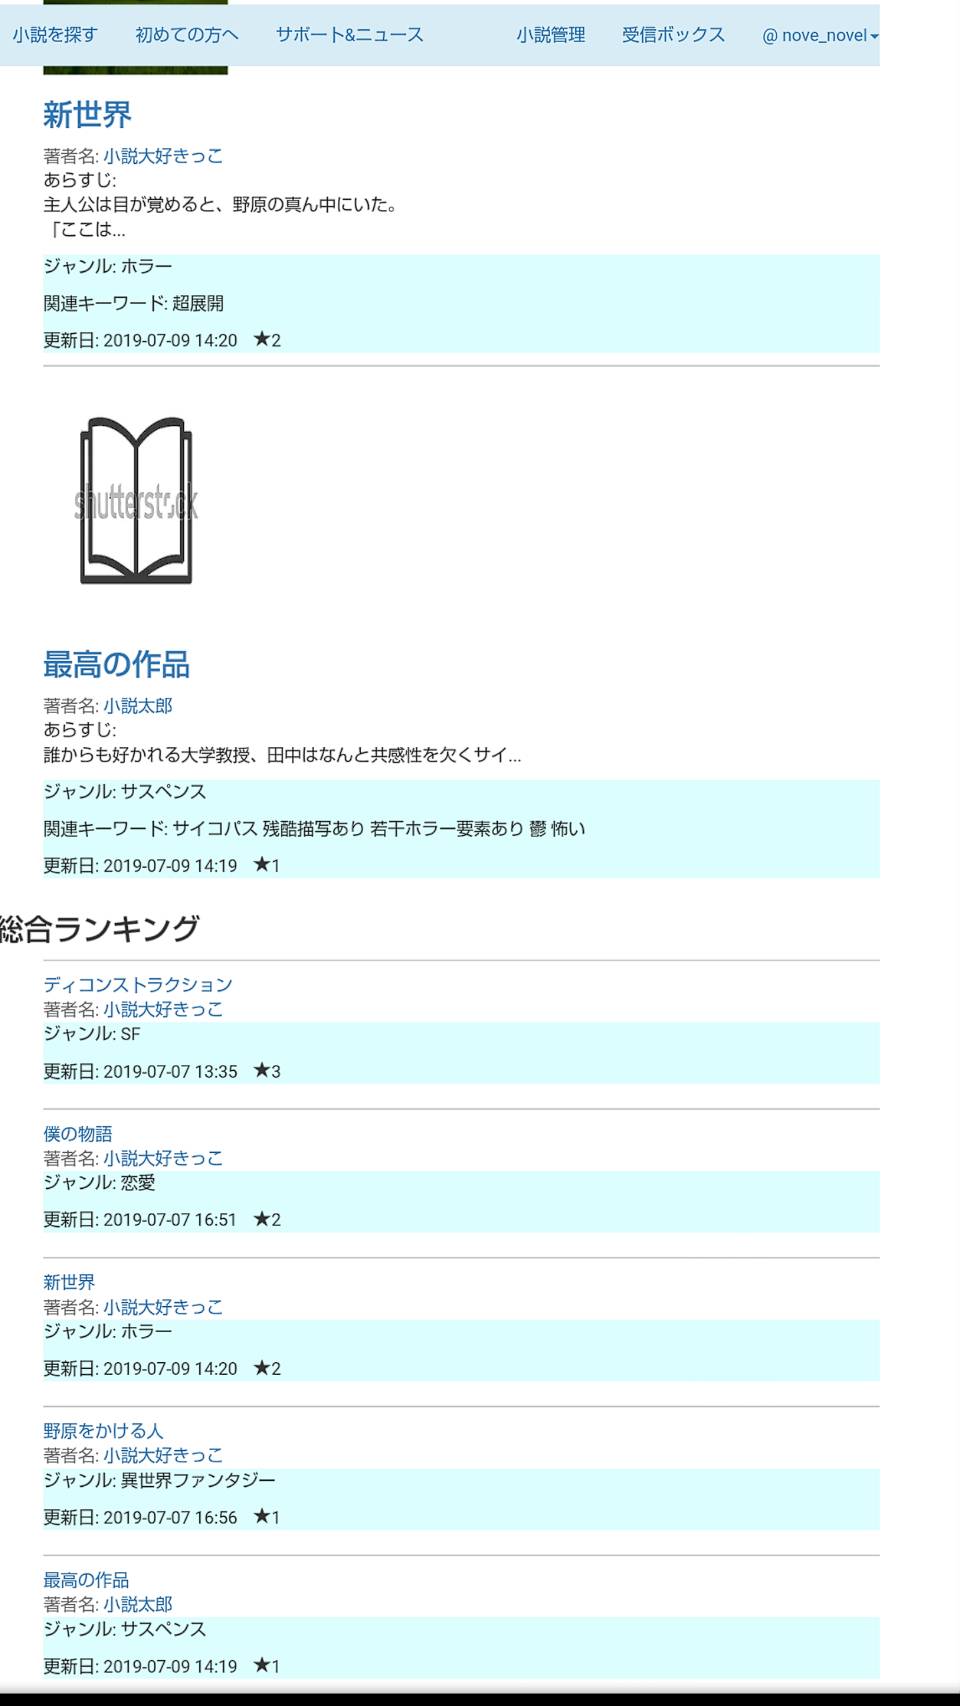 小説を探す 初めての方へ サポート&ニュース 小説管理 受信ボックス @ nove_novel
新世界
著者名: 小説大好きっこ
あらすじ:
主人公は目が覚めると、野原の真ん中にいた。
「ここは...
ジャンル: ホラー
関連キーワード: 超展開
更新日: 2019-07-09 14:20 ★2
shutterstock
最高の作品
著者名: 小説太郎
あらすじ:
誰からも好かれる大学教授、田中はなんと共感性を欠くサイ...
ジャンル: サスペンス
関連キーワード: サイコパス 残酷描写あり 若干ホラー要素あり 鬱 怖い
更新日: 2019-07-09 14:19 ★1
総合ランキング
ディコンストラクション
著者名: 小説大好きっこ
ジャンル: SF
更新日: 2019-07-07 13:35 ★3
僕の物語
著者名: 小説大好きっこ
ジャンル: 恋愛
更新日: 2019-07-07 16:51 ★2
新世界
著者名: 小説大好きっこ
ジャンル: ホラー
更新日: 2019-07-09 14:20 ★2
野原をかける人
著者名: 小説大好きっこ
ジャンル: 異世界ファンタジー
更新日: 2019-07-07 16:56 ★1
最高の作品
著者名: 小説太郎
ジャンル: サスペンス
更新日: 2019-07-09 14:19 ★1